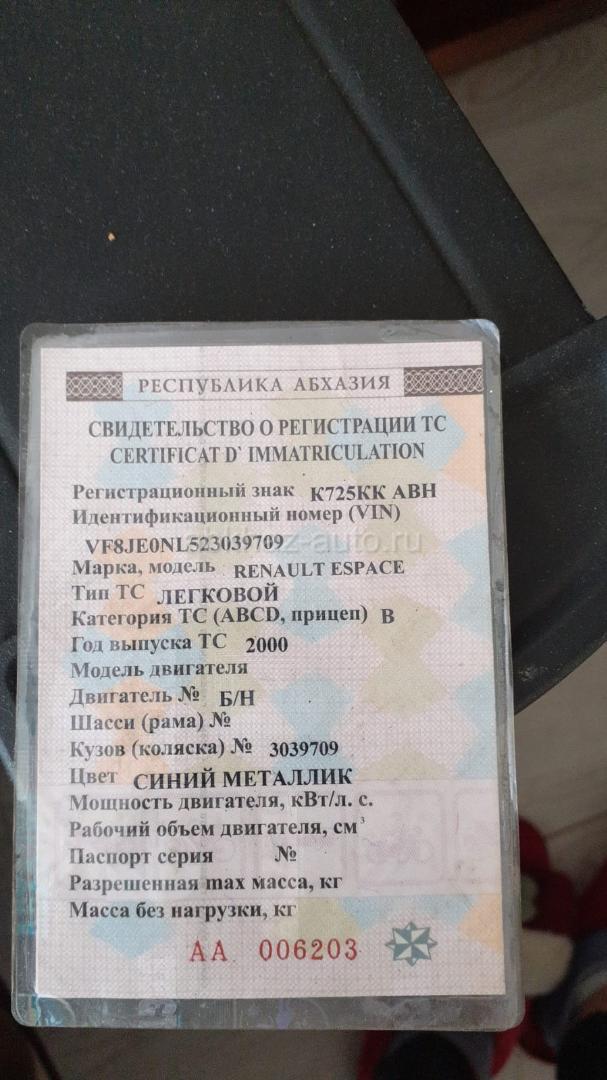 РЕСПУБЛИКА АБХАЗИЯ
СВИДЕТЕЛЬСТВО О РЕГИСТРАЦИИ ТС
CERTIFICAT D` IMMATRICULATION
Регистрационный знак К725КК АВН
Идентификационный номер (VIN)
VF8JE0NL523039709
Марка, модель RENAULT ESPACE
Тип ТС ЛЕГКОВОЙ
Категория ТС (ABCD, прицеп) B
Год выпуска ТС 2000
Модель двигателя
Двигатель № Б/Н
Шасси (рама) №
Кузов (коляска) № 3039709
Цвет СИНИЙ МЕТАЛЛИК
Мощность двигателя, кВт/л. с.
Рабочий объем двигателя, см³
Паспорт серия №
Разрешенная max масса, кг
Масса без нагрузки, кг
АА 006203